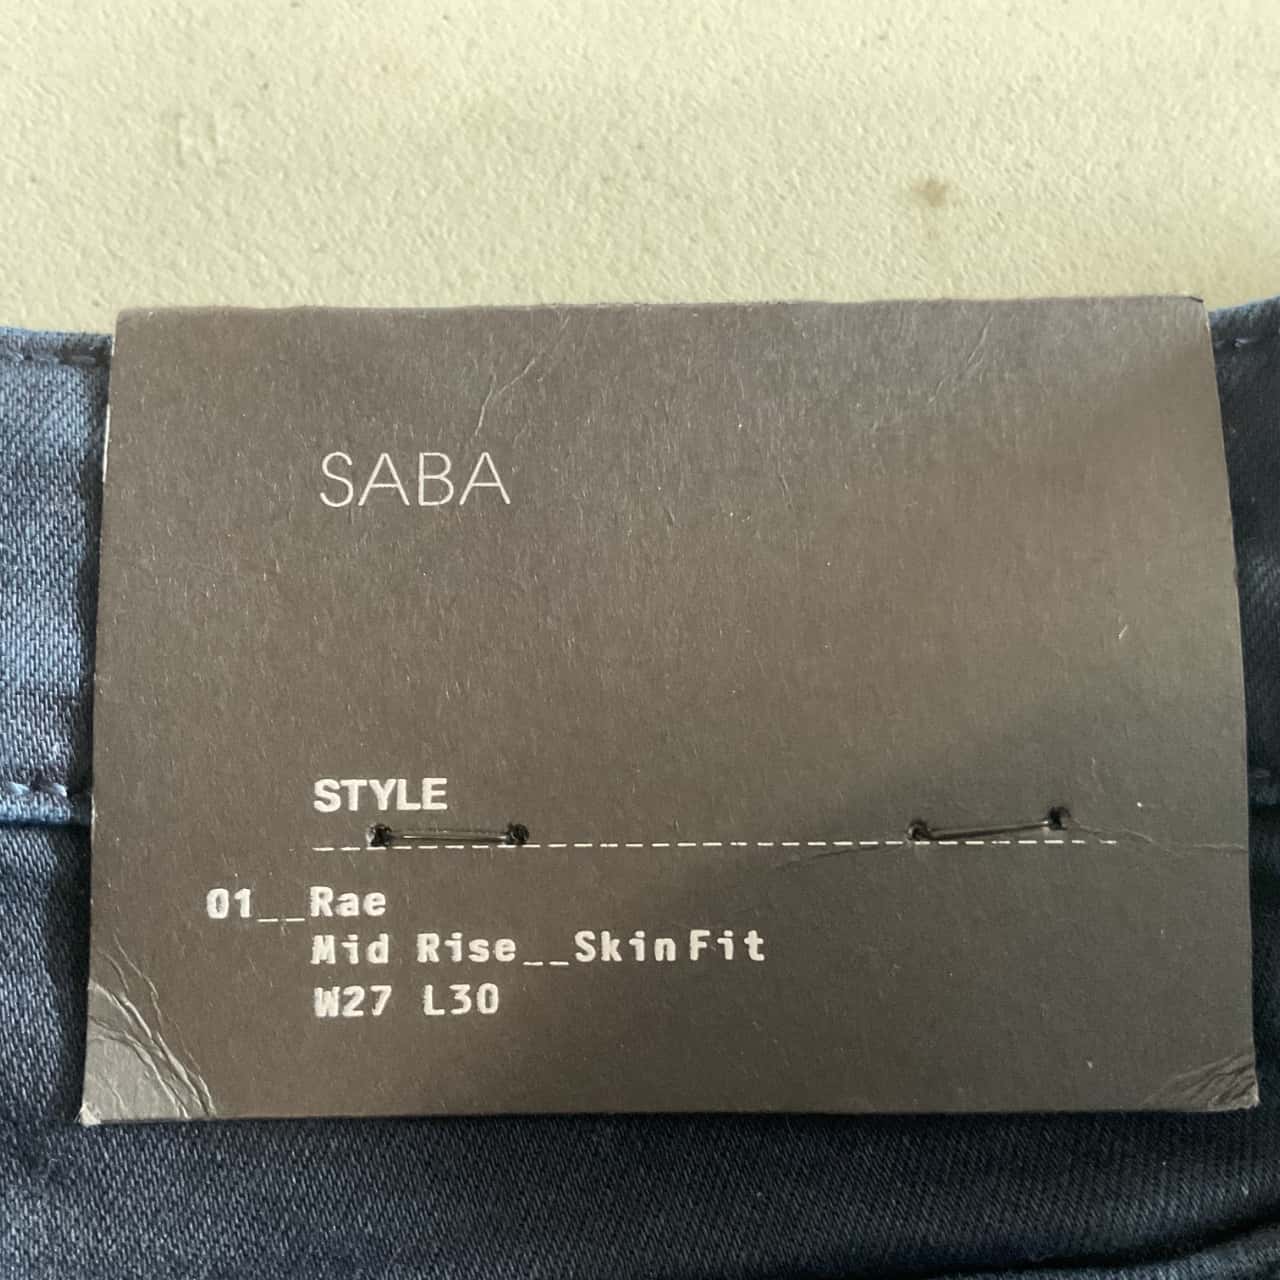 SABA
STYLE
01__Rae
Mid Rise__Skin Fit
W27 L30